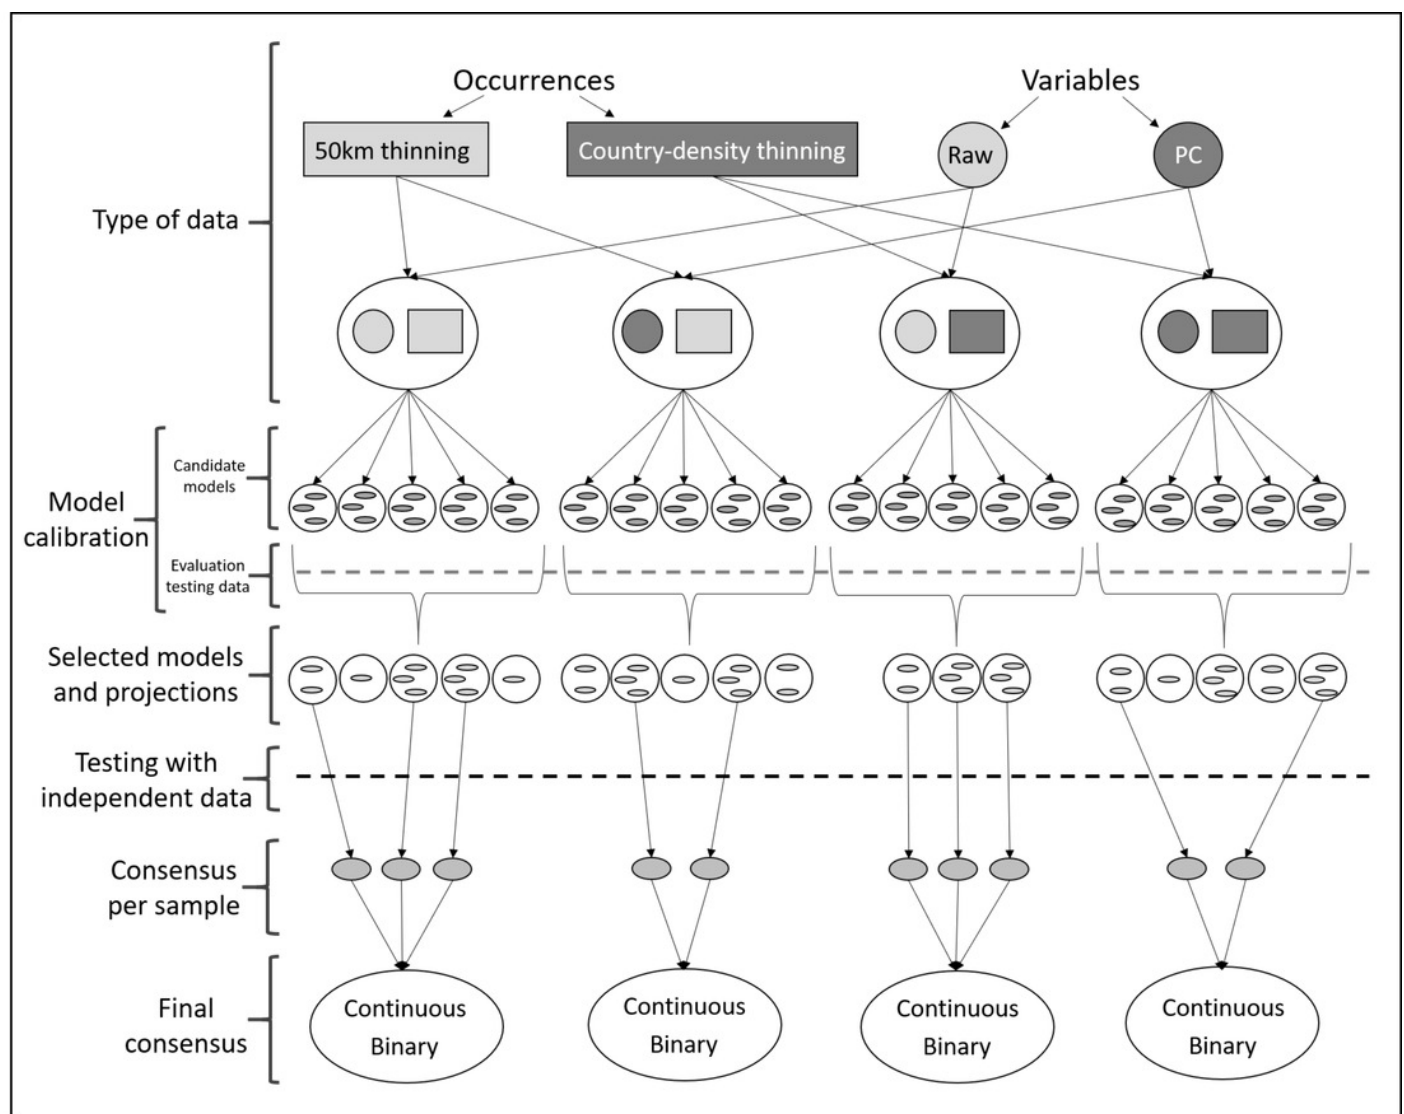 Occurrences
Variables
50km thinning
Country-density thinning
Raw
PC
Type of data
Candidate
models
Model
calibration
Evaluation
testing data
Selected models
and projections
Testing with
independent data
Consensus
per sample
Final
consensus
Continuous
Binary
Continuous
Binary
Continuous
Binary
Continuous
Binary